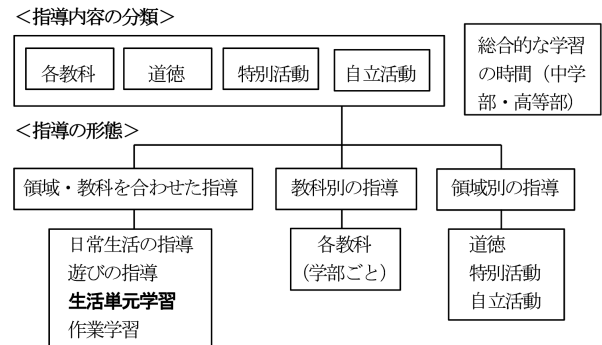 ＜指導内容の分類＞
各教科
道徳
特別活動
自立活動
総合的な学習
の時間（中学
部・高等部）
＜指導の形態＞
領域・教科を合わせた指導
教科別の指導
領域別の指導
日常生活の指導
遊びの指導
生活単元学習
作業学習
各教科
（学部ごと）
道徳
特別活動
自立活動